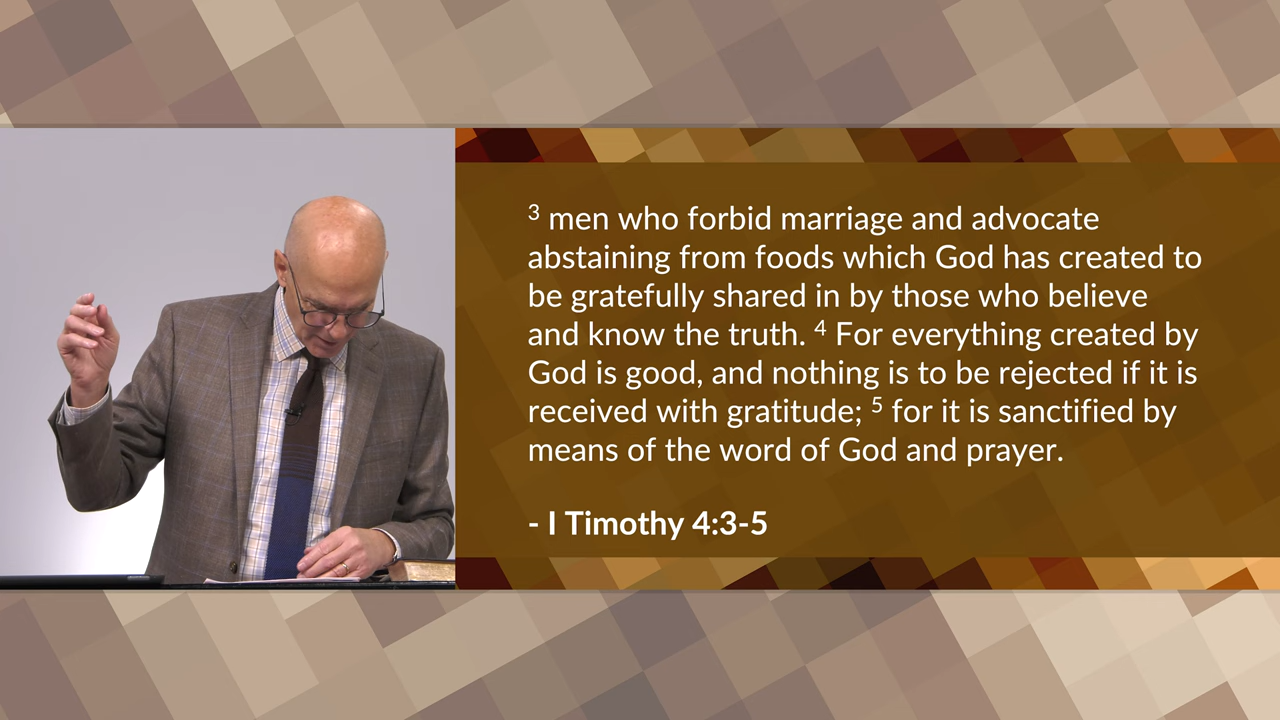 3 men who forbid marriage and advocate
abstaining from foods which God has created to
be gratefully shared in by those who believe
and know the truth. 4 For everything created by
God is good, and nothing is to be rejected if it is
received with gratitude; 5 for it is sanctified by
means of the word of God and prayer.
- I Timothy 4:3-5